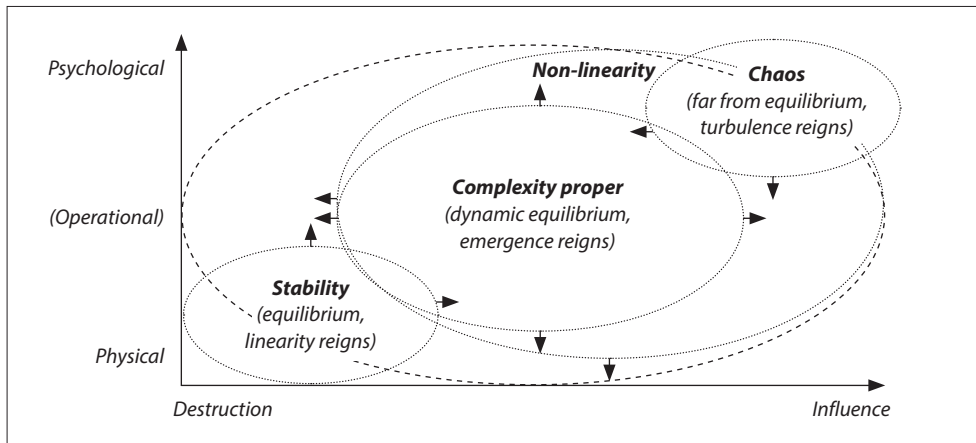 Psychological
(Operational)
Physical
Non-linearity
Chaos
(far from equilibrium,
turbulence reigns)
Complexity proper
(dynamic equilibrium,
emergence reigns)
Stability
(equilibrium,
linearity reigns)
Destruction
Influence